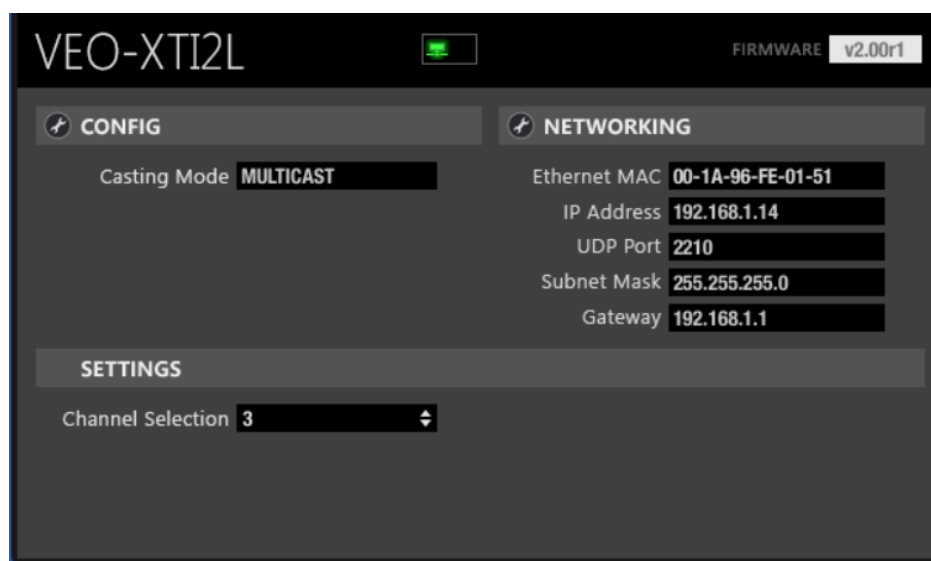 VEO-XTI2L
FIRMWARE v2.00r1
CONFIG
Casting Mode MULTICAST
NETWORKING
Ethernet MAC 00-1A-96-FE-01-51
IP Address 192.168.1.14
UDP Port 2210
Subnet Mask 255.255.255.0
Gateway 192.168.1.1
SETTINGS
Channel Selection 3